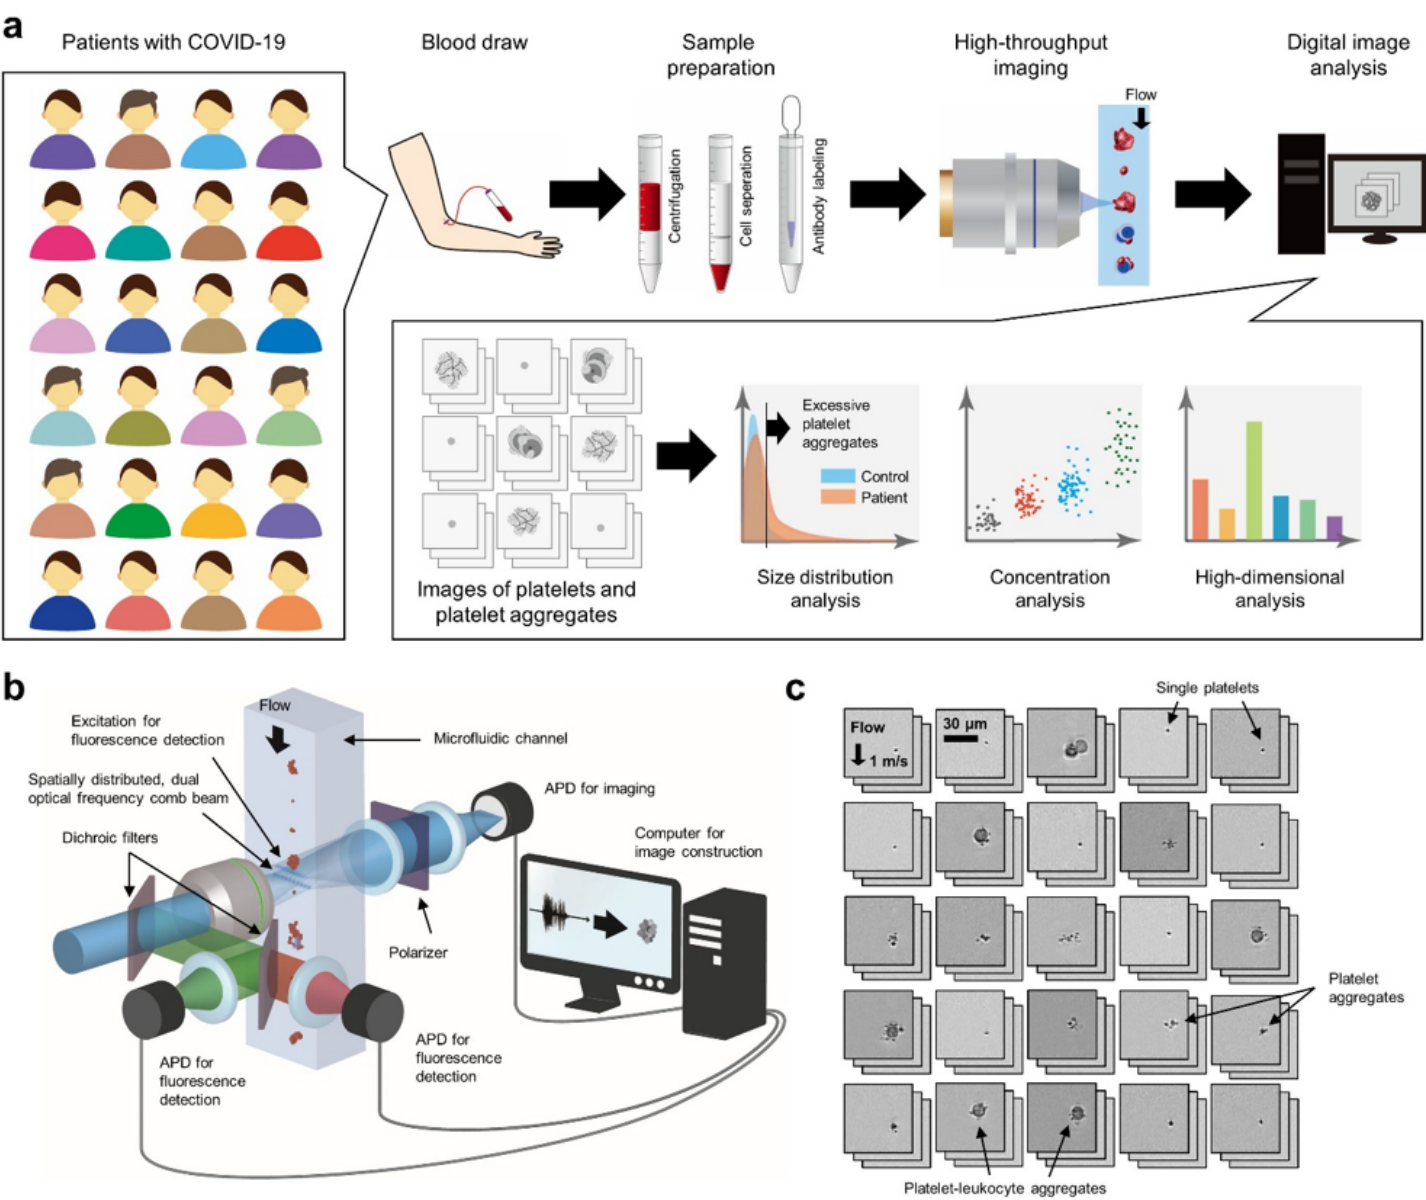 a
Patients with COVID-19
Blood draw
Sample
preparation
High-throughput
imaging
Digital image
analysis
Flow
Centrifugation
Cell seperation
Antibody labeling
Excessive
platelet
aggregates
Control
Patient
Images of platelets and
platelet aggregates
Size distribution
analysis
Concentration
analysis
High-dimensional
analysis
b
Flow
Excitation for
fluorescence detection
Microfluidic channel
Spatially distributed, dual
optical frequency comb beam
APD for imaging
Dichroic filters
Computer for
image construction
Polarizer
APD for
fluorescence
detection
APD for
fluorescence
detection
c
Single platelets
Flow
1 m/s
30 µm
Platelet
aggregates
Platelet-leukocyte aggregates